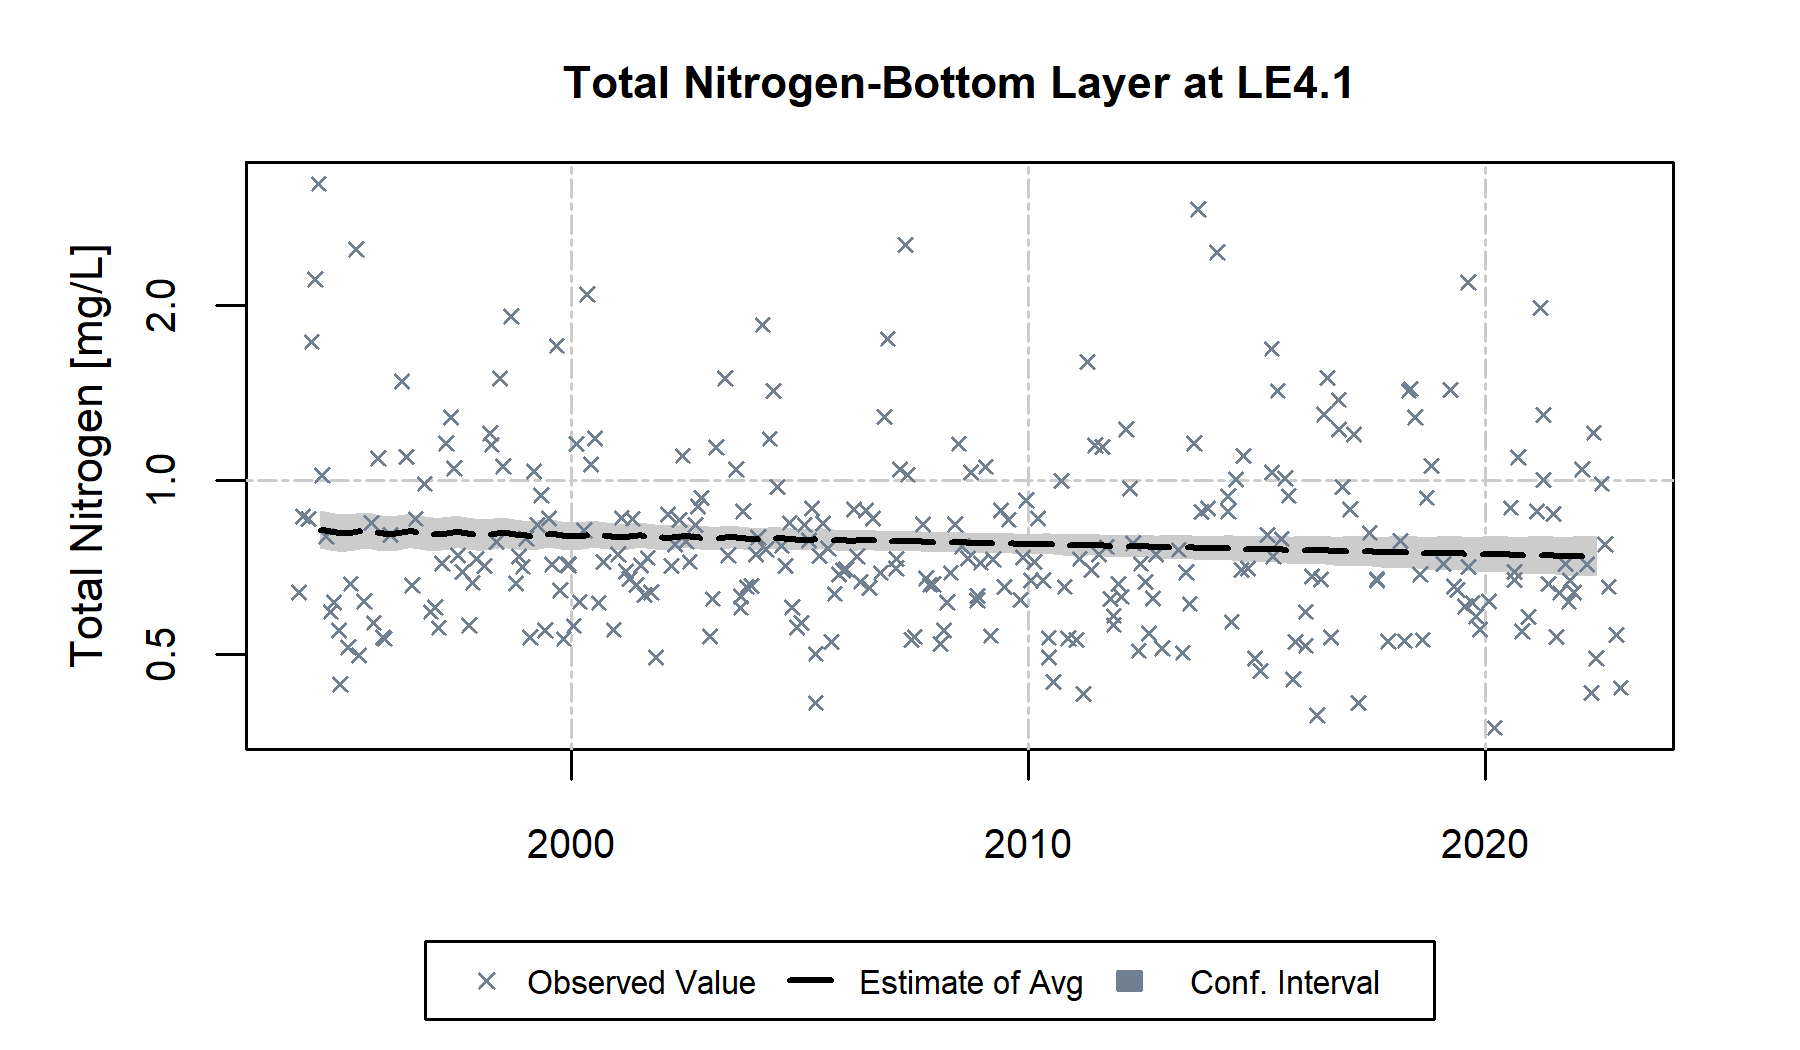 Total Nitrogen-Bottom Layer at LE4.1
Total Nitrogen [mg/L]
2.0
1.0
0.5
2000 2010 2020
Observed Value Estimate of Avg Conf. Interval